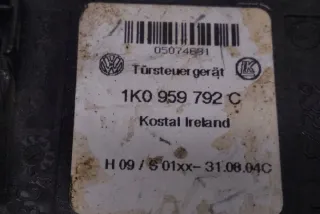 05074881
Türsteuergerät
1K0 959 792 C
Kostal Ireland
H 09 / S 01xx- 31.08.04C